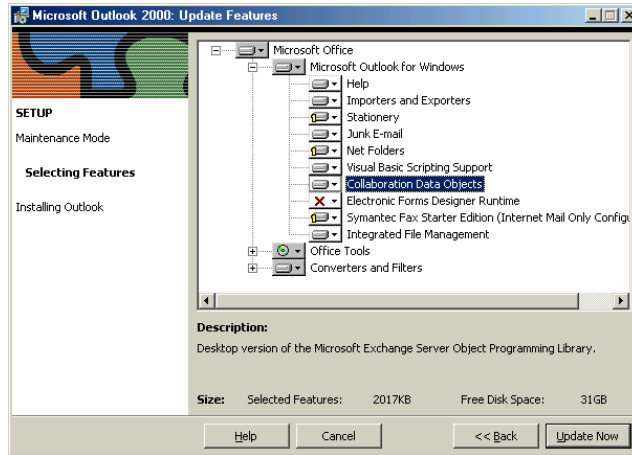 Microsoft Outlook 2000: Update Features
SETUP
Maintenance Mode
Selecting Features
Installing Outlook
Microsoft Office
Microsoft Outlook for Windows
Help
Importers and Exporters
Stationery
Junk E-mail
Net Folders
Visual Basic Scripting Support
Collaboration Data Objects
Electronic Forms Designer Runtime
Symantec Fax Starter Edition (Internet Mail Only Configu
Integrated File Management
Office Tools
Converters and Filters
Description:
Desktop version of the Microsoft Exchange Server Object Programming Library.
Size: Selected Features: 2017KB Free Disk Space: 31GB
Help Cancel << Back Update Now